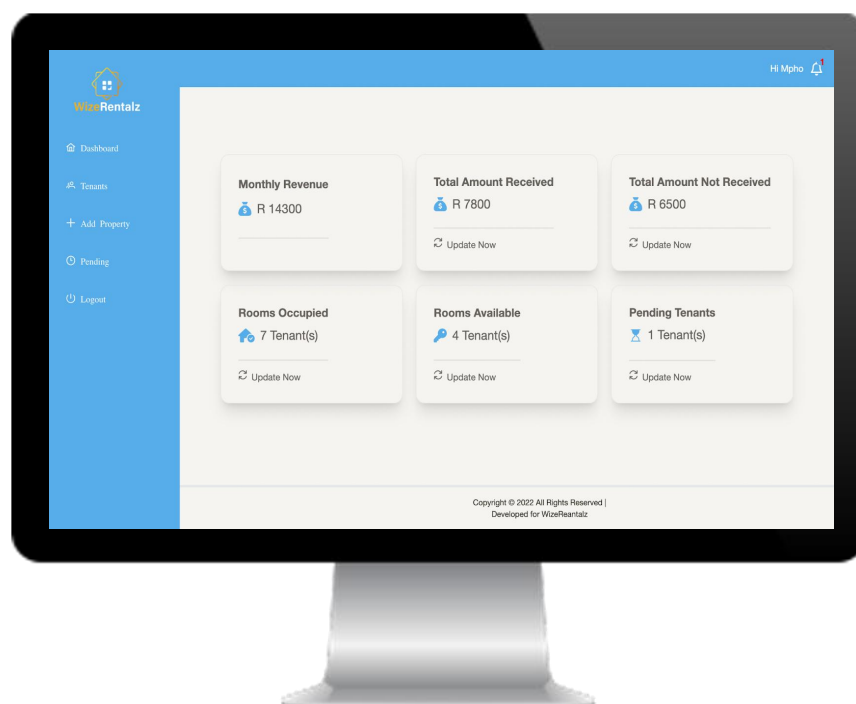 Hi Mpho
1
WizeRentalz
Dashboard
Tenants
Add Property
Pending
Logout
Monthly Revenue
R 14300
Total Amount Received
R 7800
Update Now
Total Amount Not Received
R 6500
Update Now
Rooms Occupied
7 Tenant(s)
Update Now
Rooms Available
4 Tenant(s)
Update Now
Pending Tenants
1 Tenant(s)
Update Now
Copyright © 2022 All Rights Reserved |
Developed for WizeReantalz